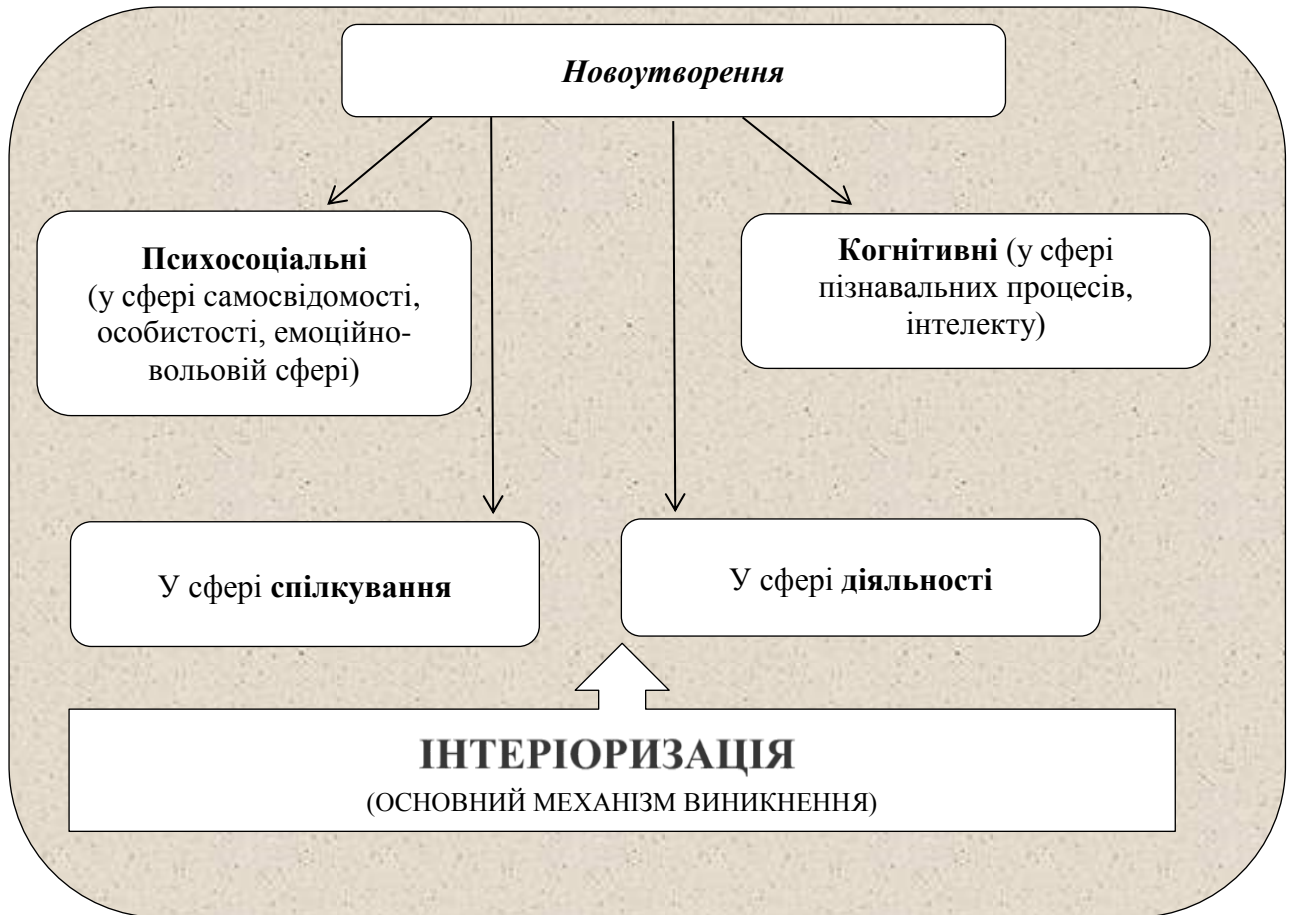 Новоутворення
Психосоціальні
(у сфері самосвідомості,
особистості, емоційно-
вольовій сфері)
Когнітивні (у сфері
пізнавальних процесів,
інтелекту)
У сфері спілкування
У сфері діяльності
ІНТЕРІОРИЗАЦІЯ
(ОСНОВНИЙ МЕХАНІЗМ ВИНИКНЕННЯ)